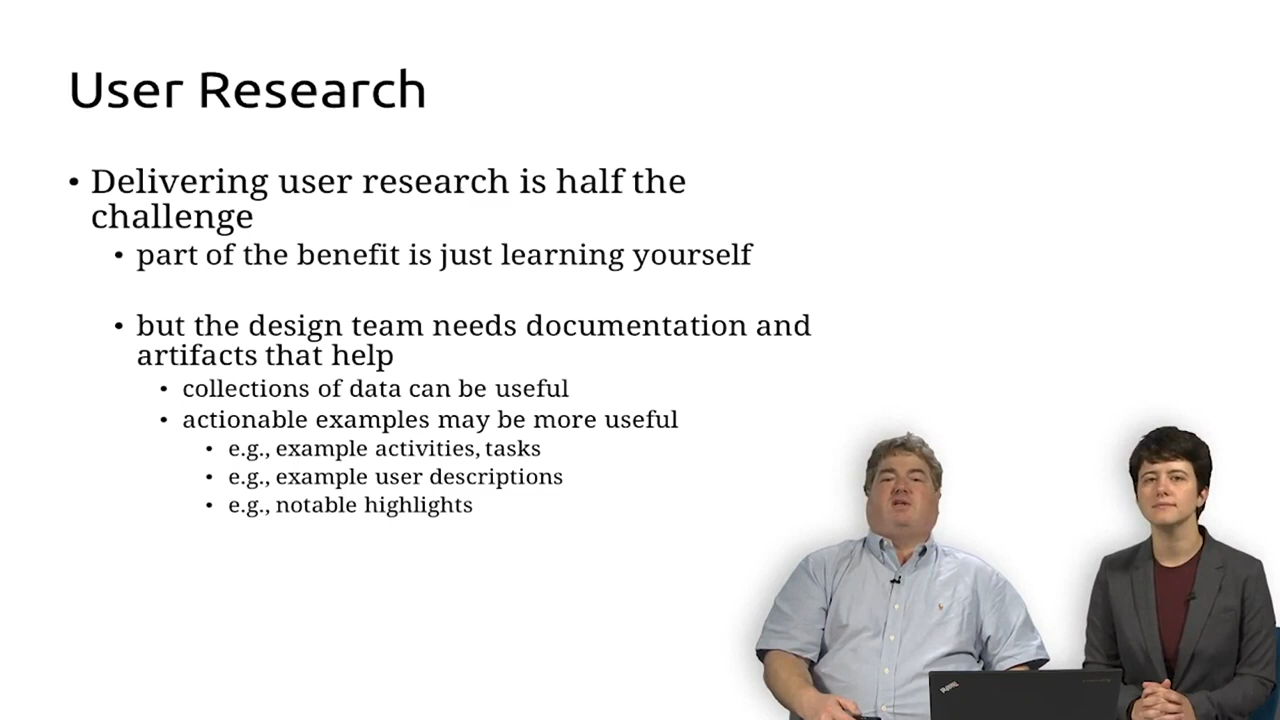 User Research
• Delivering user research is half the
challenge
• part of the benefit is just learning yourself
• but the design team needs documentation and
artifacts that help
• collections of data can be useful
• actionable examples may be more useful
• e.g., example activities, tasks
• e.g., example user descriptions
• e.g., notable highlights